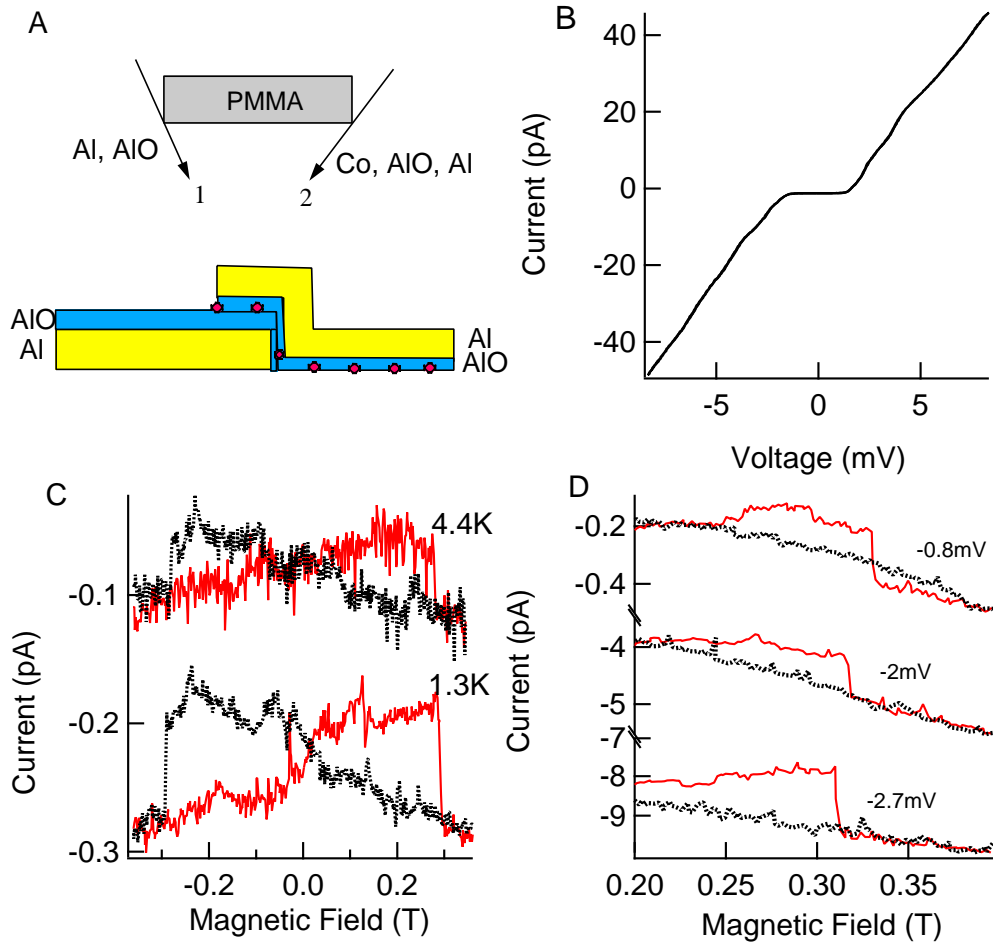 A
PMMA
Al, AlO
Co, AlO, Al
1
2
AlO
Al
Al
AlO
B
Current (pA)
40
20
0
-20
-40
-5
0
5
Voltage (mV)
C
Current (pA)
4.4K
-0.1
1.3K
-0.2
-0.3
-0.2
0.0
0.2
Magnetic Field (T)
D
Current (pA)
-0.2
-0.8mV
-0.4
-4
-2mV
-5
-7
-8
-2.7mV
-9
0.20
0.25
0.30
0.35
Magnetic Field (T)